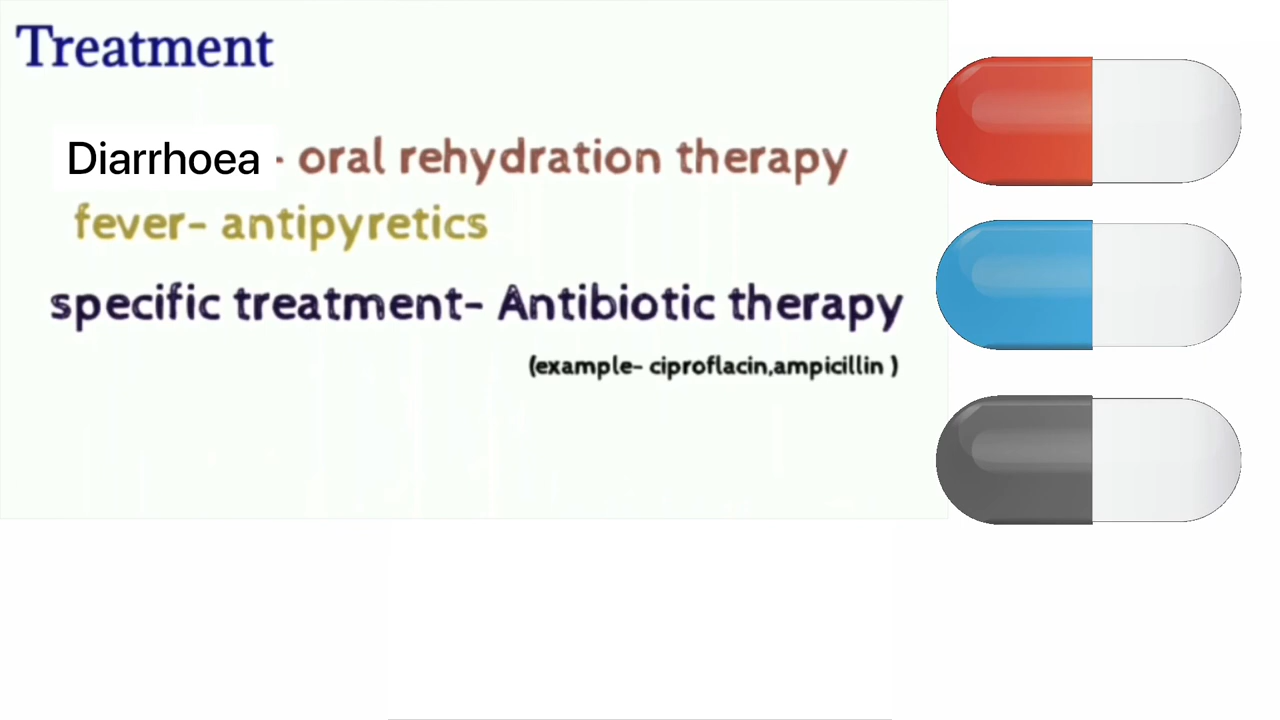 Treatment
Diarrhoea - oral rehydration therapy
fever- antipyretics
specific treatment- Antibiotic therapy
(example- ciproflacin,ampicillin )